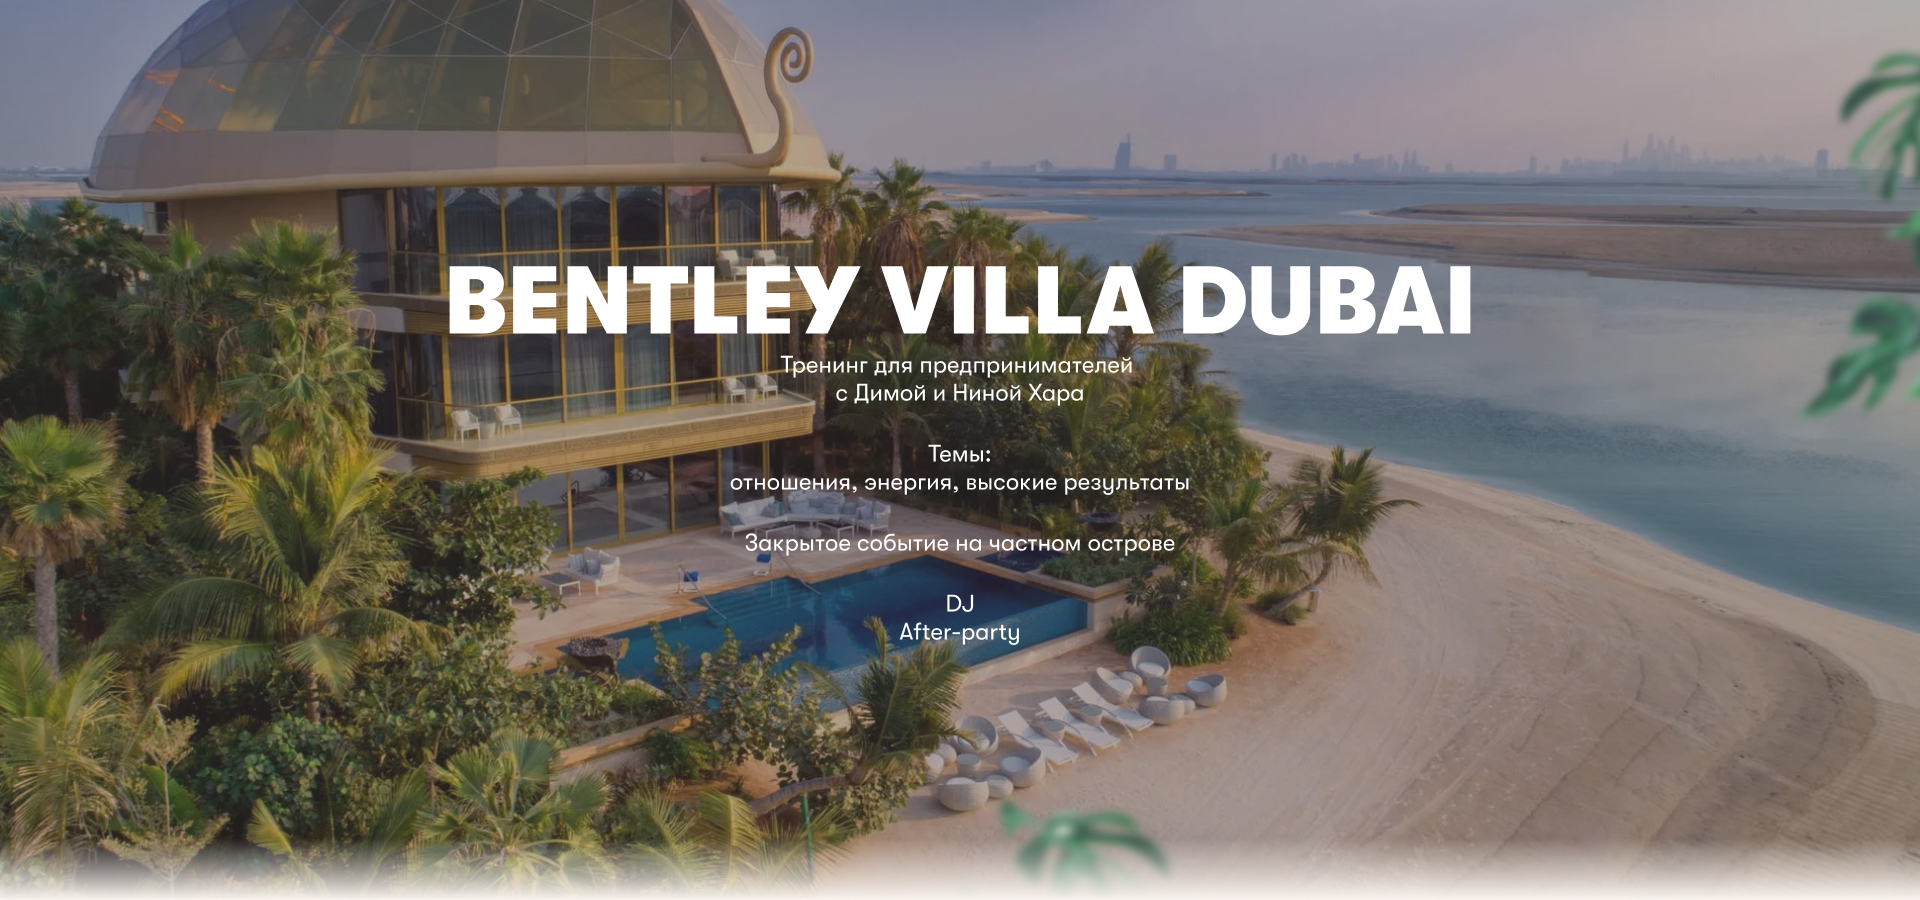 BENTLEY VILLA DUBAI
Тренинг для предпринимателей
с Димой и Ниной Хара
Темы:
отношения, энергия, высокие результаты
Закрытое событие на частном острове
DJ
After-party